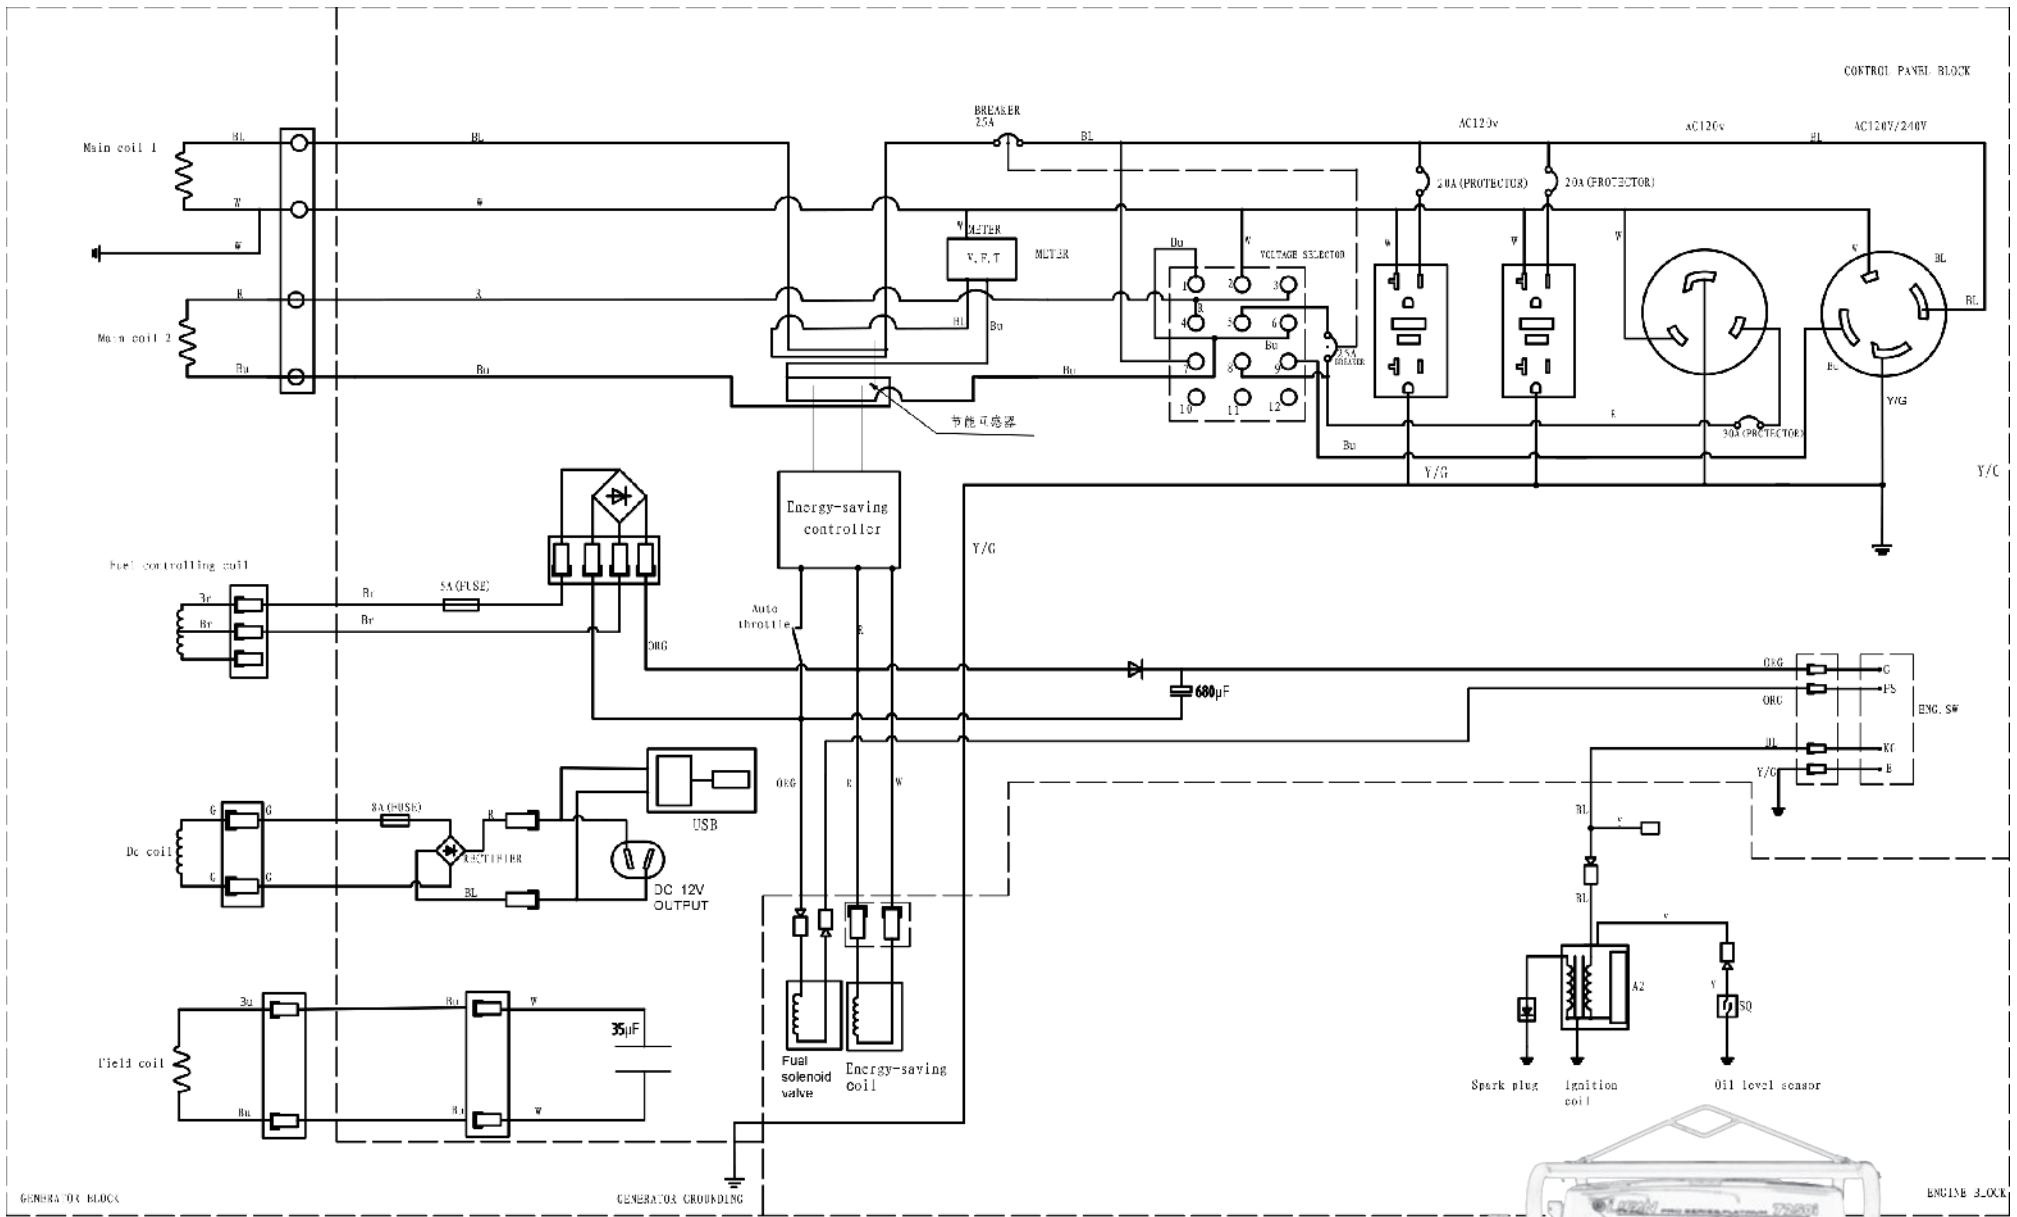 CONTROL PANEL BLOCK
BREAKER
25A
AC120v
AC120v
AC120V/240V
Main coil 1
BL
BL
BL
BL
20A(PROTECTOR)
20A(PROTECTOR)
W
W
W
W
METER
V.F.T
METER
Bu
W
VOLTAGE SELECTOR
W
W
W
BL
R
R
1
2
3
BL
Bu
R
4
5
6
Bu
25A
BREAKER
Main coil 2
Bu
Bu
Bu
7
8
9
Bu
10
11
12
Y/G
节能互感器
30A(PROTECTOR)
Bu
Y/G
Energy-saving
controller
Y/G
Fuel controlling coil
Br
Br
5A(FUSE)
Br
Br
Auto
throttle
R
ORG
ORG
G
680μF
ORG
PS
ENG.SW
Y/G
E
ORG
R
W
BL
USB
G
G
8A(FUSE)
R
Dc coil
RECTIFIER
G
G
BL
DC 12V
OUTPUT
BL
A2
Y
SQ
Bu
Bu
W
35μF
Field coil
Bu
Bu
W
Fuel
solenoid
valve
Energy-saving
coil
Spark plug
Ignition
coil
Oil level sensor
GENERATOR BLOCK
GENERATOR GROUNDING
ENGINE BLOCK